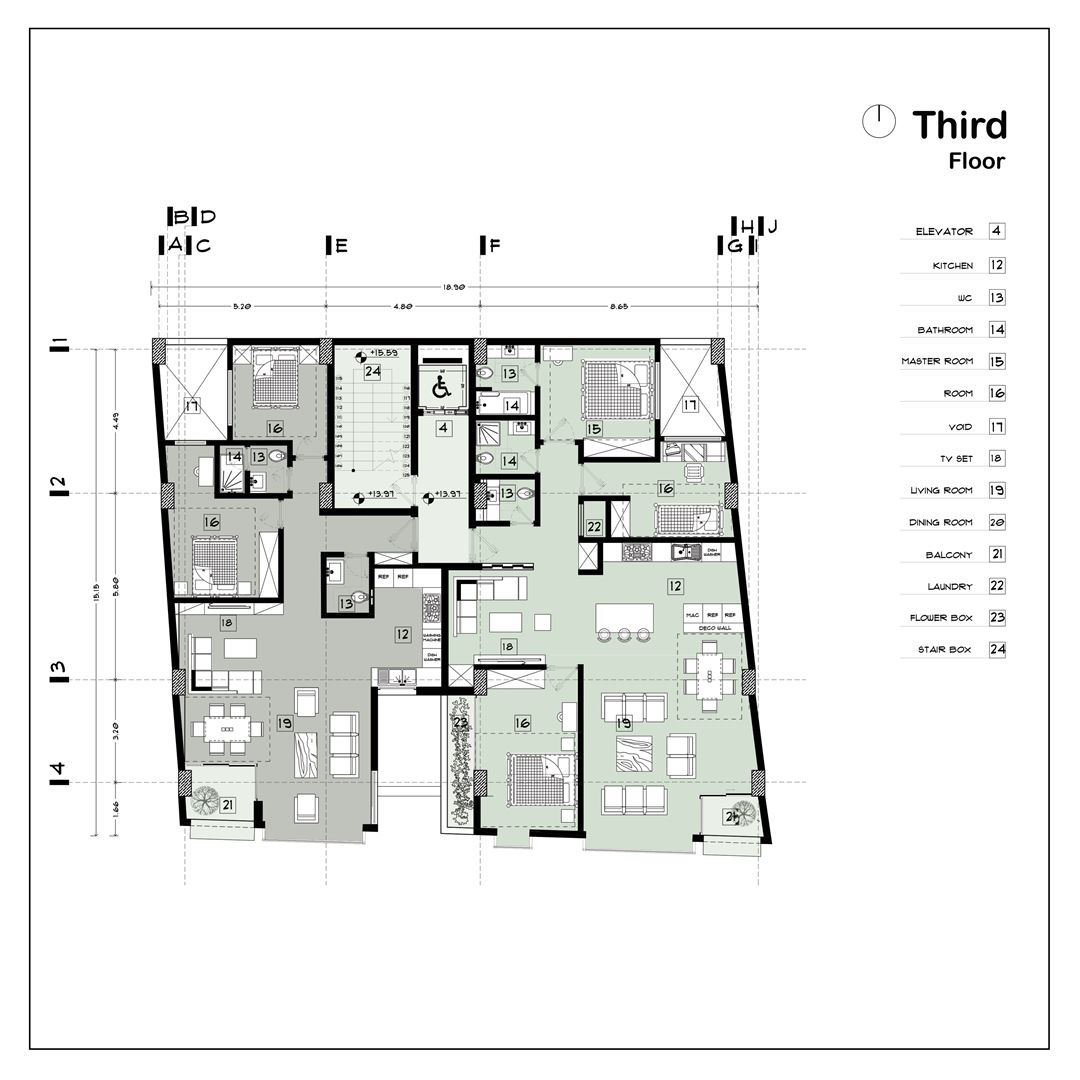 Third
Floor
B D
A C E F G I
H J
18.90
5.20 4.80 8.65
ELEVATOR 4
KITCHEN 12
WC 13
BATHROOM 14
MASTER ROOM 15
ROOM 16
VOID 17
TV SET 18
LIVING ROOM 19
DINING ROOM 20
BALCONY 21
LAUNDRY 22
FLOWER BOX 23
STAIR BOX 24
1
2
3
4
4.49
5.80
15.15
3.20
1.66
+15.59
24
13
14
4
15
16
17
17
14 13
14
16
+13.97 +13.97
13
16
22
DISH
WASHER
REF REF
12
13
12
WASHING
MACHINE
DISH
WASHER
MAC REF REF
DECO WALL
18
18
19
23
16
19
21
21